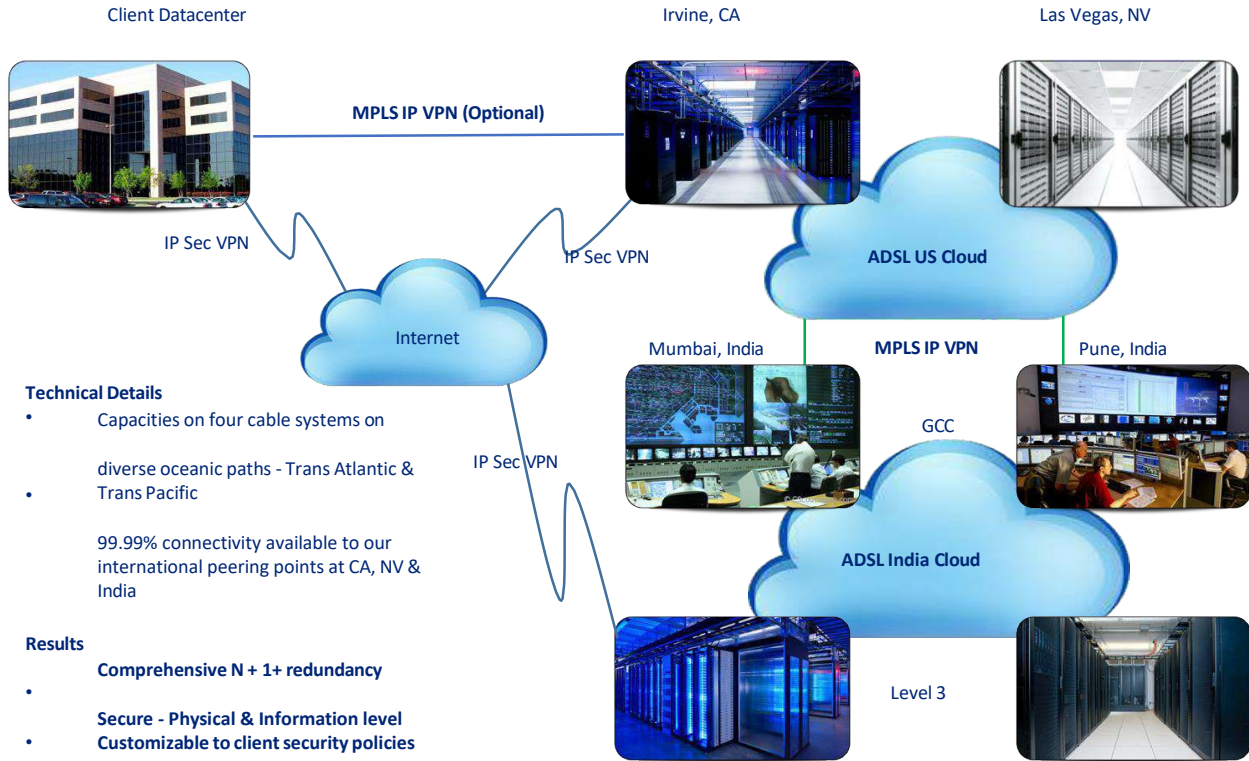 Client Datacenter
Irvine, CA
Las Vegas, NV
MPLS IP VPN (Optional)
IP Sec VPN
IP Sec VPN
ADSL US Cloud
Internet
Mumbai, India
MPLS IP VPN
Pune, India
Technical Details
• Capacities on four cable systems on
diverse oceanic paths - Trans Atlantic &
• Trans Pacific
99.99% connectivity available to our
international peering points at CA, NV &
India
GCC
IP Sec VPN
ADSL India Cloud
Results
Comprehensive N + 1+ redundancy
•
Secure - Physical & Information level
• Customizable to client security policies
Level 3